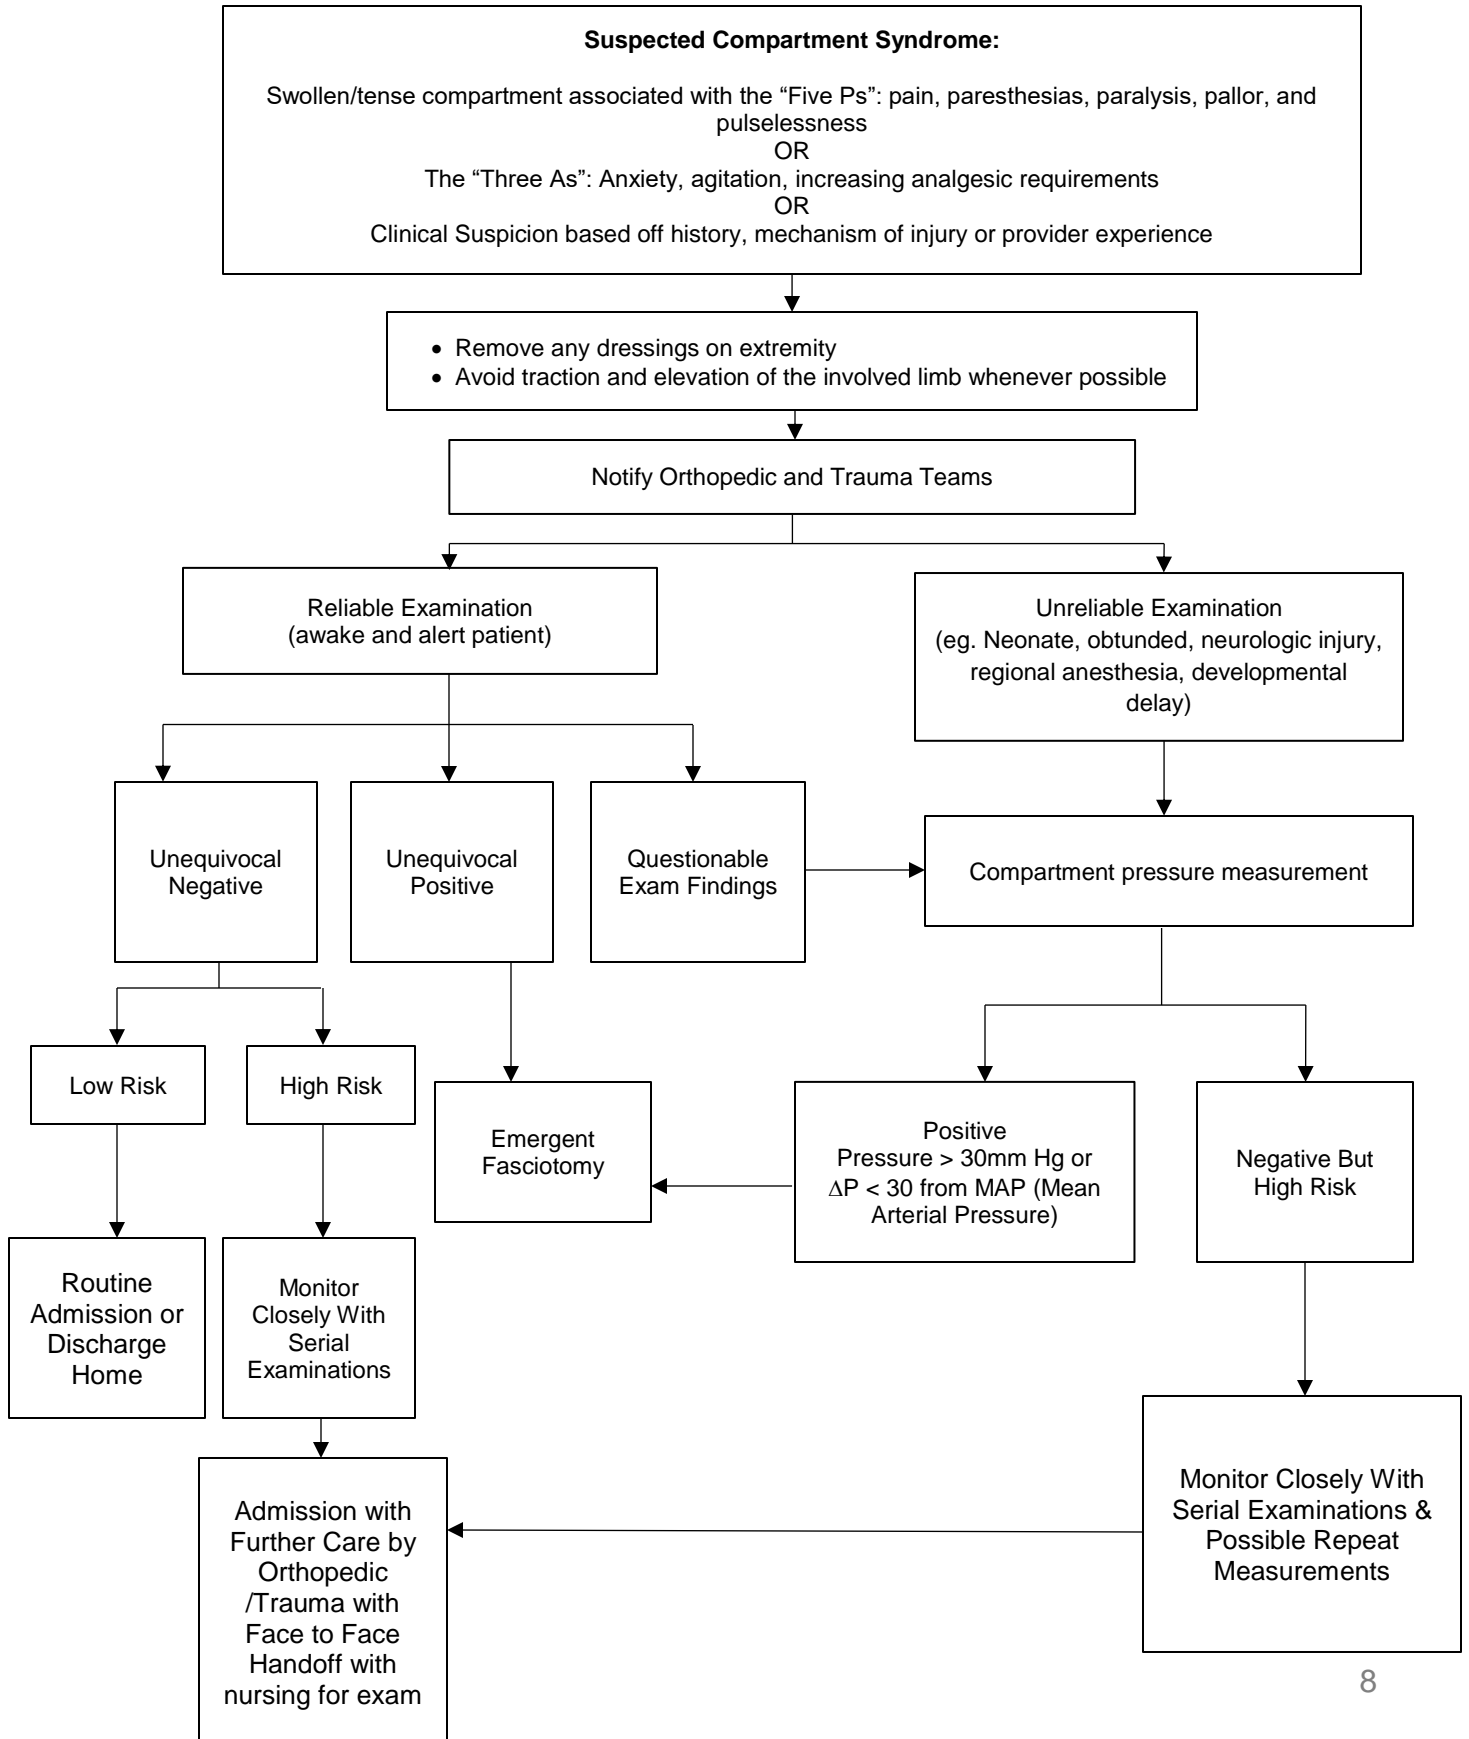 Suspected Compartment Syndrome:
Swollen/tense compartment associated with the “Five Ps”: pain, paresthesias, paralysis, pallor, and
pulselessness
OR
The “Three As”: Anxiety, agitation, increasing analgesic requirements
OR
Clinical Suspicion based off history, mechanism of injury or provider experience
• Remove any dressings on extremity
• Avoid traction and elevation of the involved limb whenever possible
Notify Orthopedic and Trauma Teams
Reliable Examination
(awake and alert patient)
Unreliable Examination
(eg. Neonate, obtunded, neurologic injury,
regional anesthesia, developmental
delay)
Unequivocal
Negative
Unequivocal
Positive
Questionable
Exam Findings
Compartment pressure measurement
Low Risk
High Risk
Emergent
Fasciotomy
Positive
Pressure > 30mm Hg or
∆P < 30 from MAP (Mean
Arterial Pressure)
Negative But
High Risk
Routine
Admission or
Discharge
Home
Monitor
Closely With
Serial
Examinations
Monitor Closely With
Serial Examinations &
Possible Repeat
Measurements
Admission with
Further Care by
Orthopedic
/Trauma with
Face to Face
Handoff with
nursing for exam
8